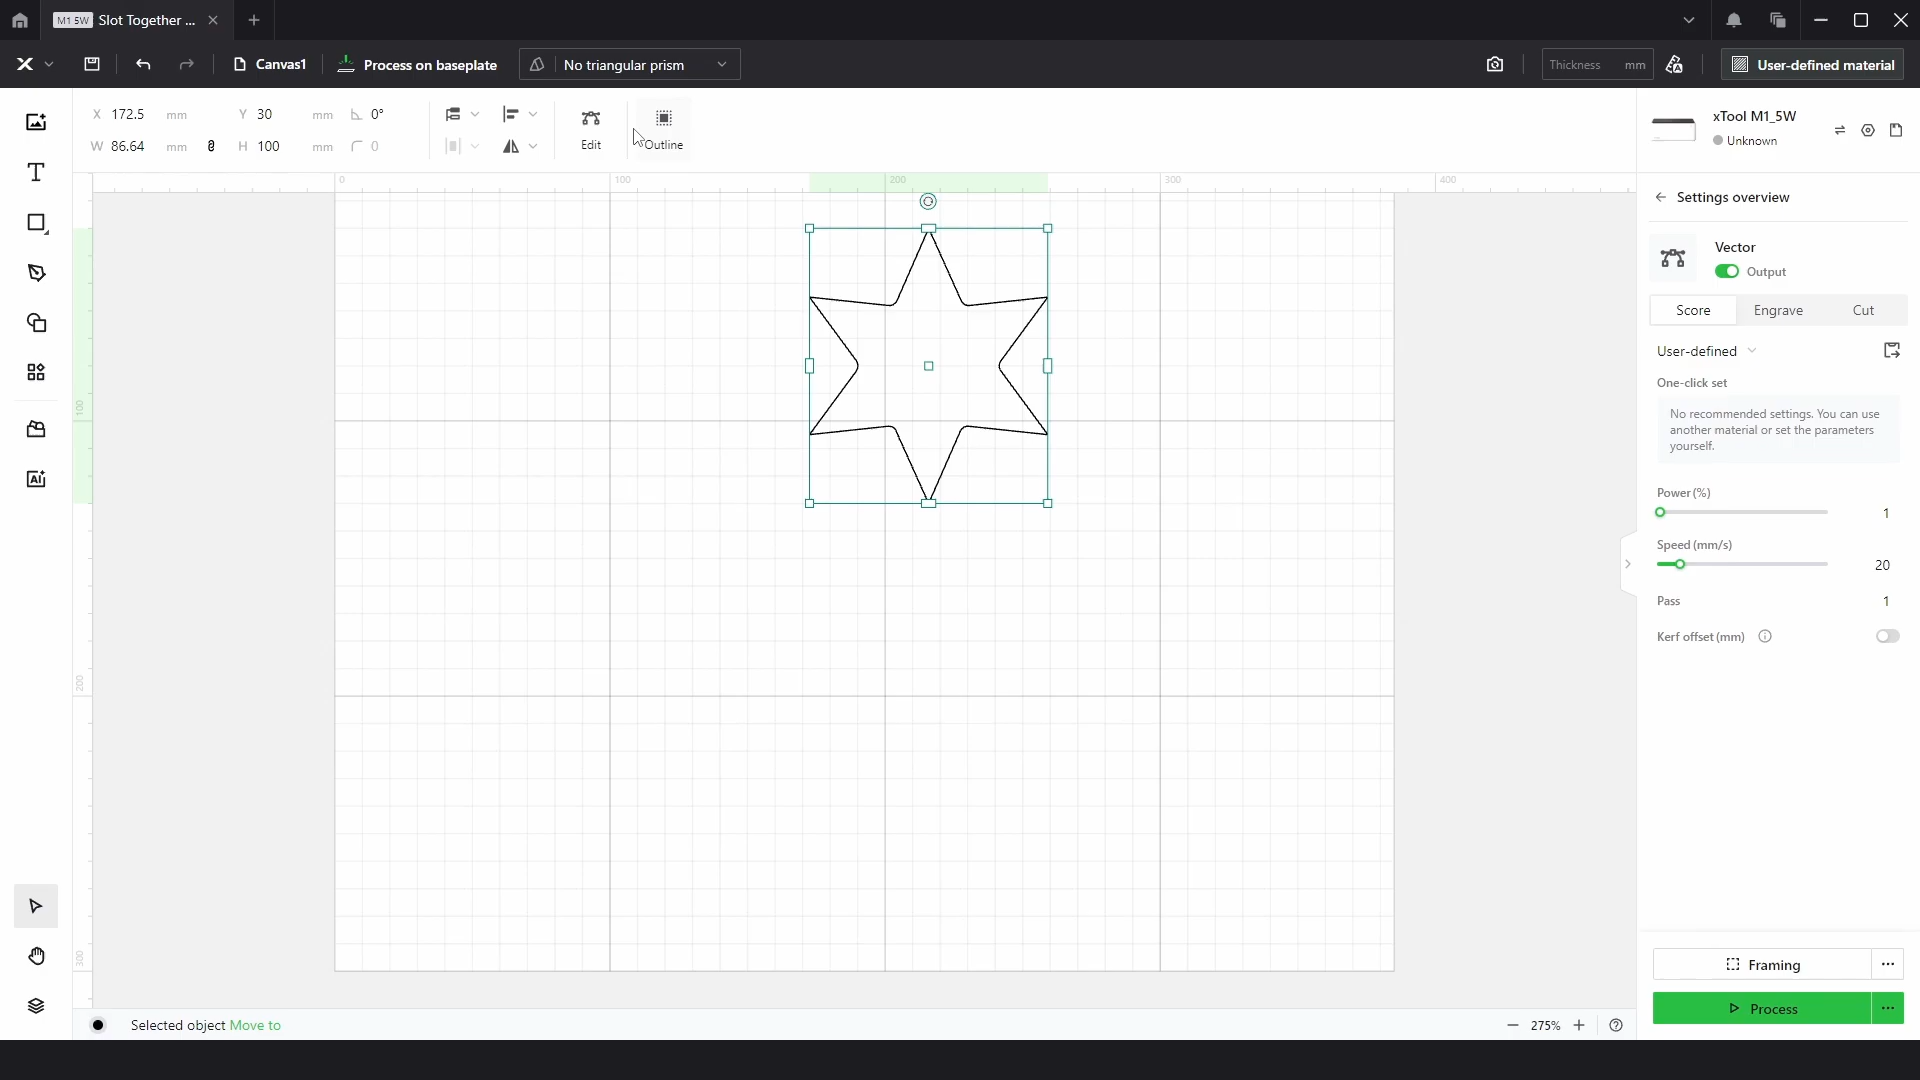 M1 5W Slot Together ...
Canvas1 Process on baseplate No triangular prism Thickness mm User-defined material
X 172.5 mm Y 30 mm 0°
W 86.64 mm H 100 mm 0
Edit Outline
0 100 200 300 400
100
200
300
xTool M1_5W
Unknown
Settings overview
Vector
Output
Score Engrave Cut
User-defined
One-click set
No recommended settings. You can use
another material or set the parameters
yourself.
Power(%)
1
Speed(mm/s)
20
Pass 1
Kerf offset(mm)
Framing
Process
AI
Selected object Move to
275%